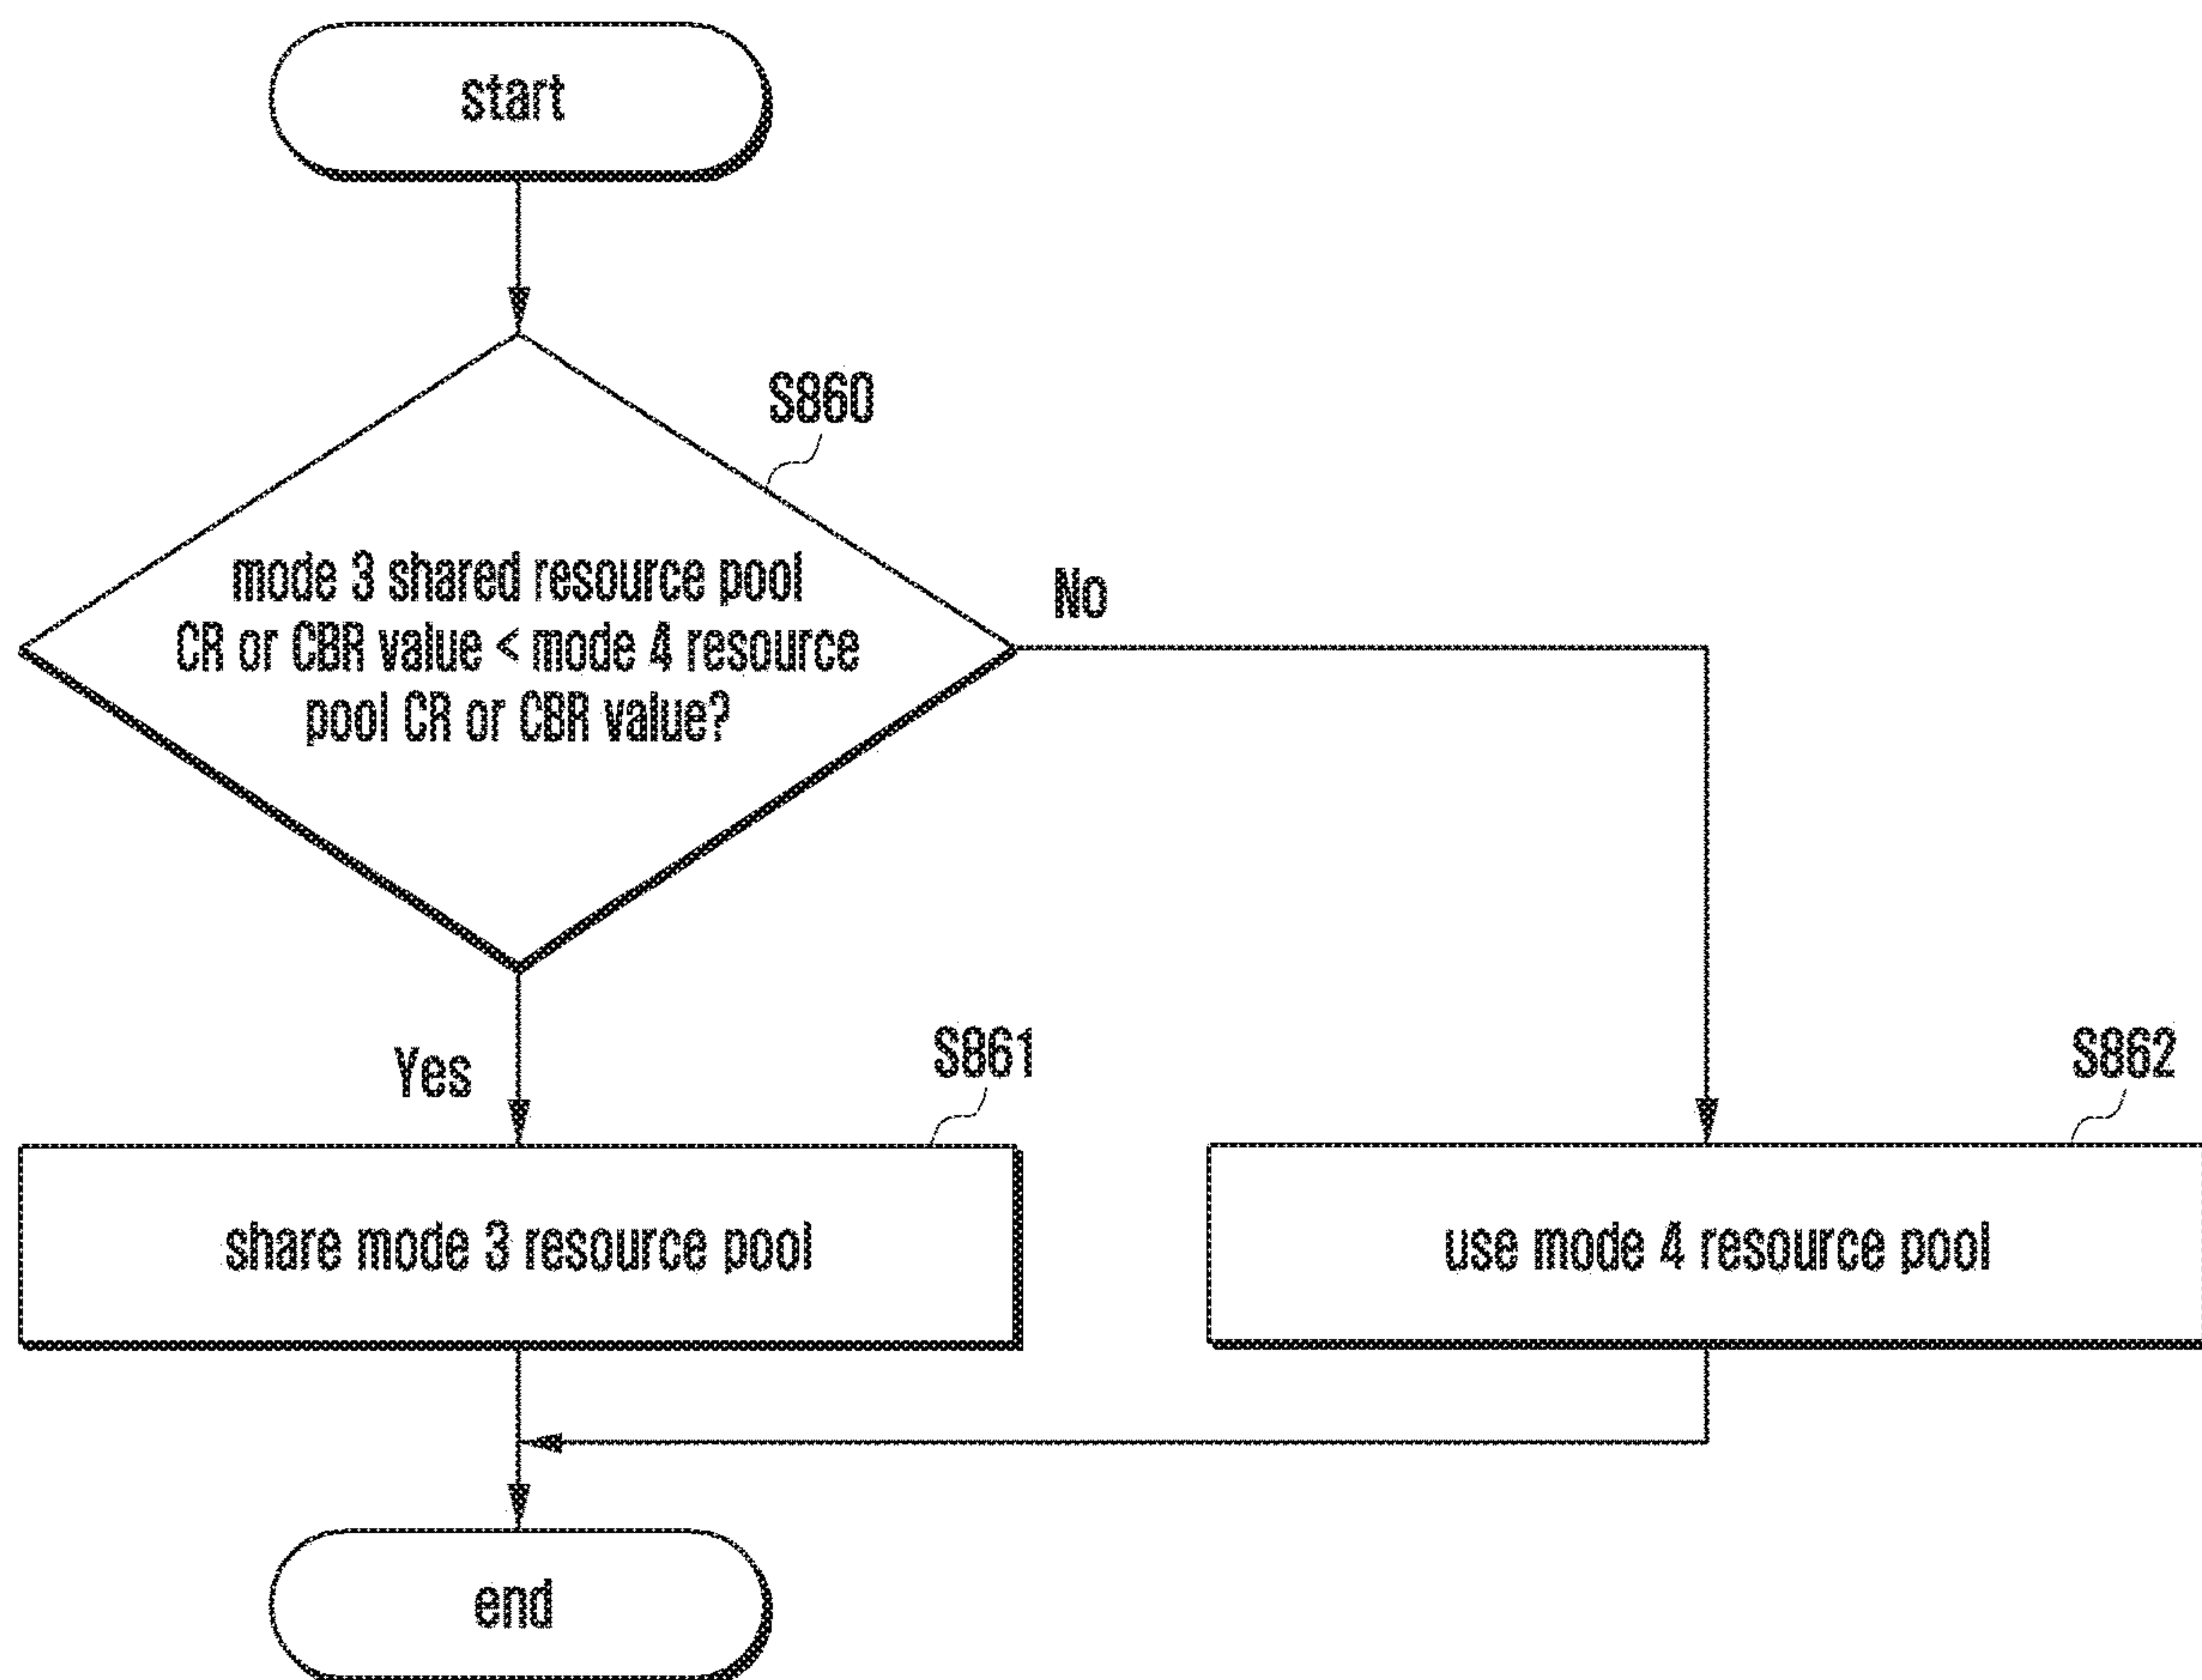 start
S860
mode 3 shared resource pool
CR or CBR value < mode 4 resource
pool CR or CBR value?
No
Yes
S861
S862
share mode 3 resource pool
use mode 4 resource pool
end